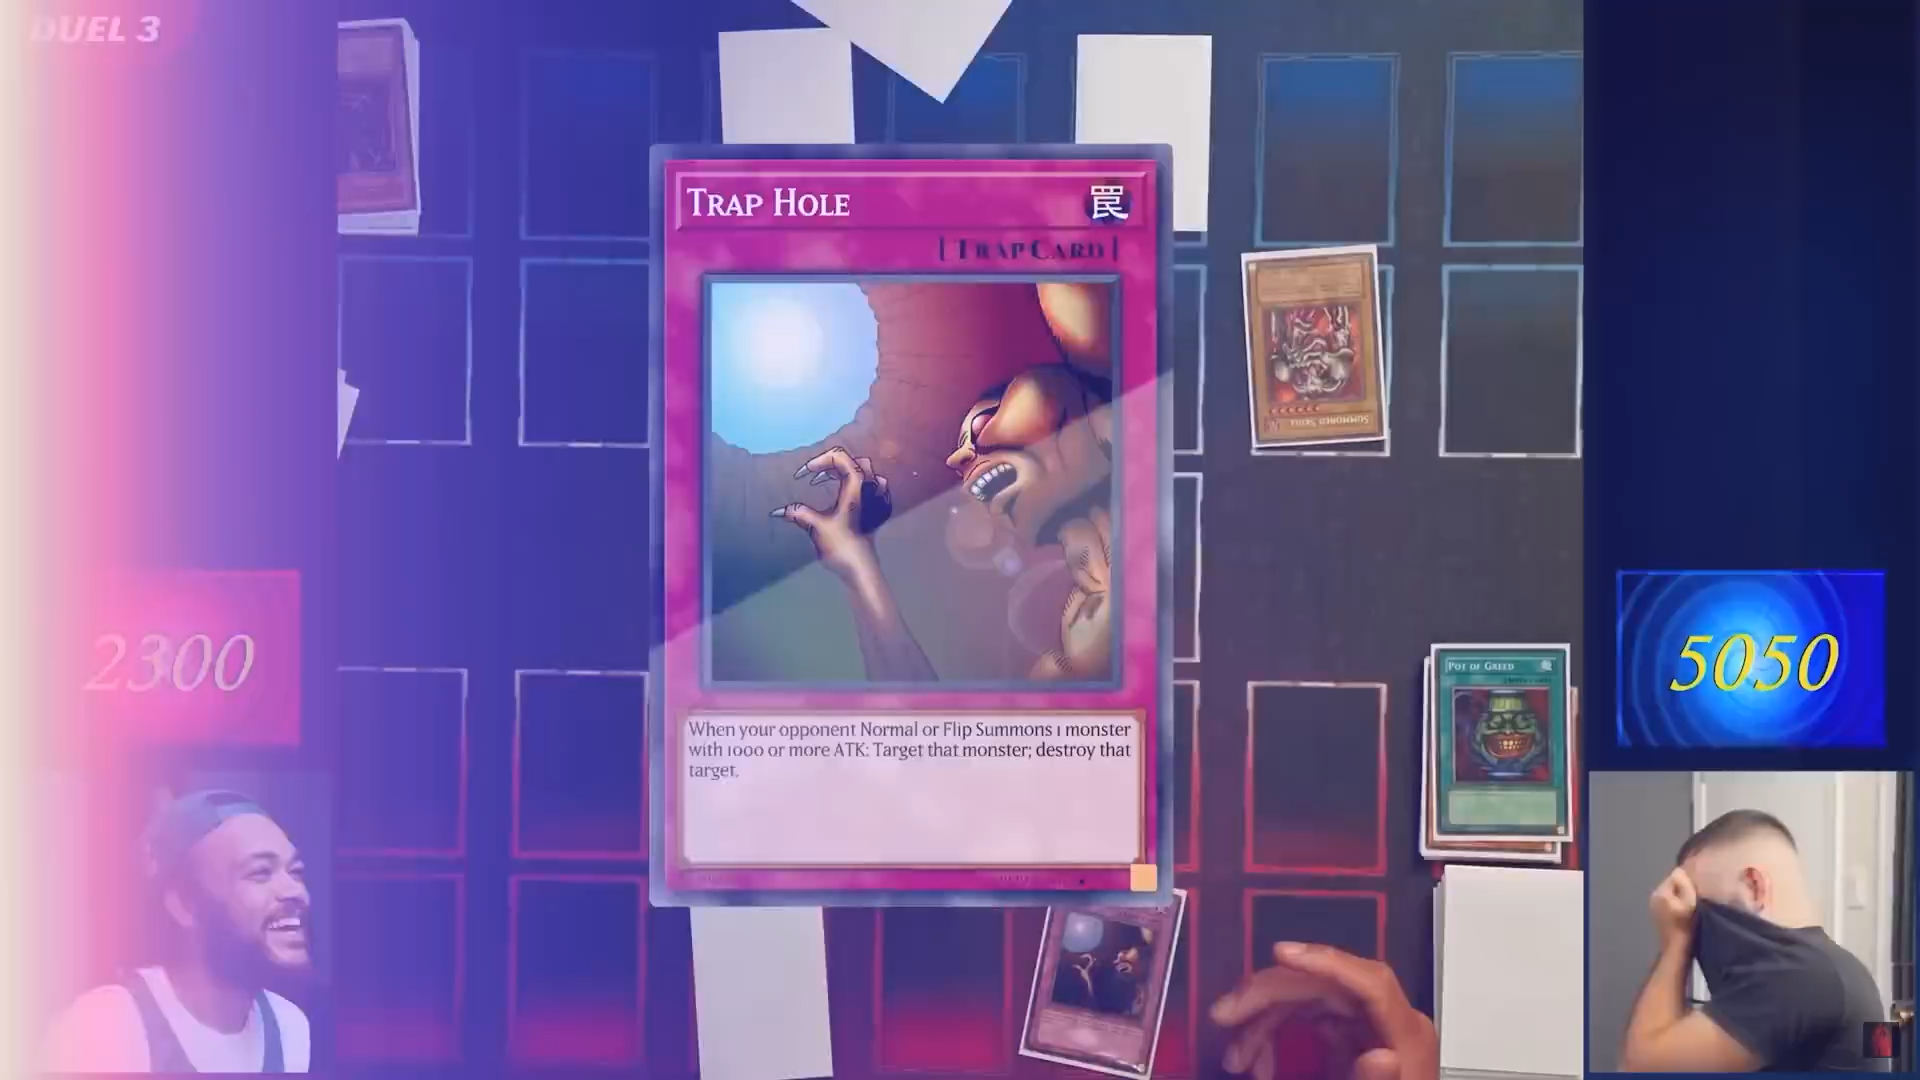 DUEL 3
TRAP HOLE
罠
[TRAP CARD]
When your opponent Normal or Flip Summons 1 monster
with 1000 or more ATK: Target that monster; destroy that
target.
SUMMONED SKULL
2300
5050
POT OF GREED